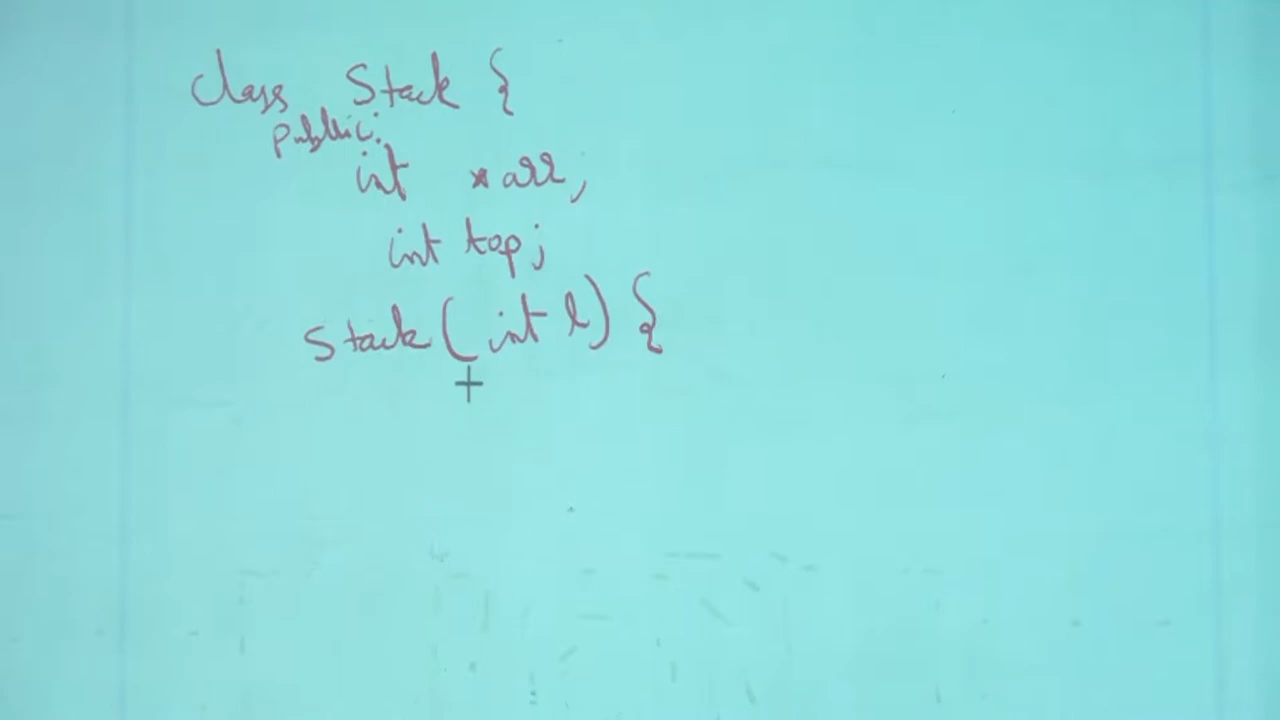 class Stack {
public:
int *arr;
int top;
Stack(int l) {